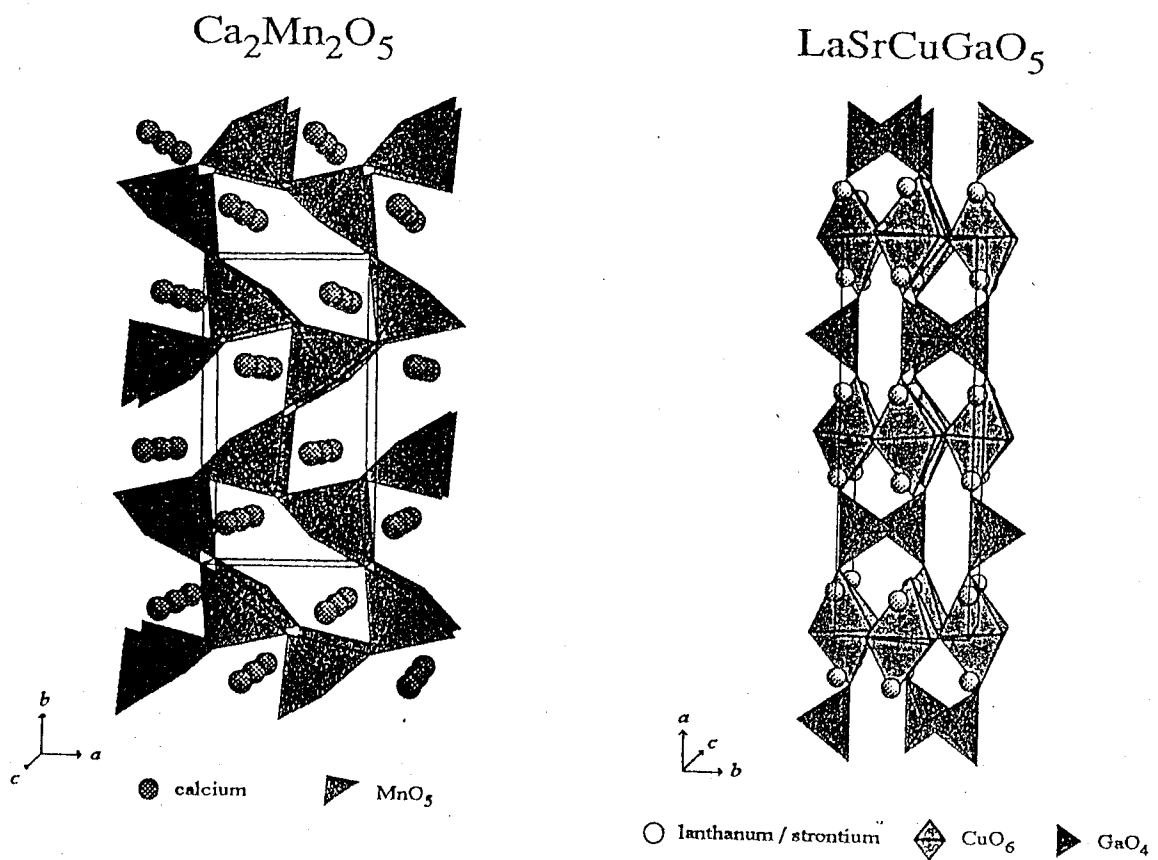 Ca₂Mn₂O₅
LaSrCuGaO₅
b
a
c
calcium
MnO₅
a
c
b
lanthanum / strontium
CuO₆
GaO₄